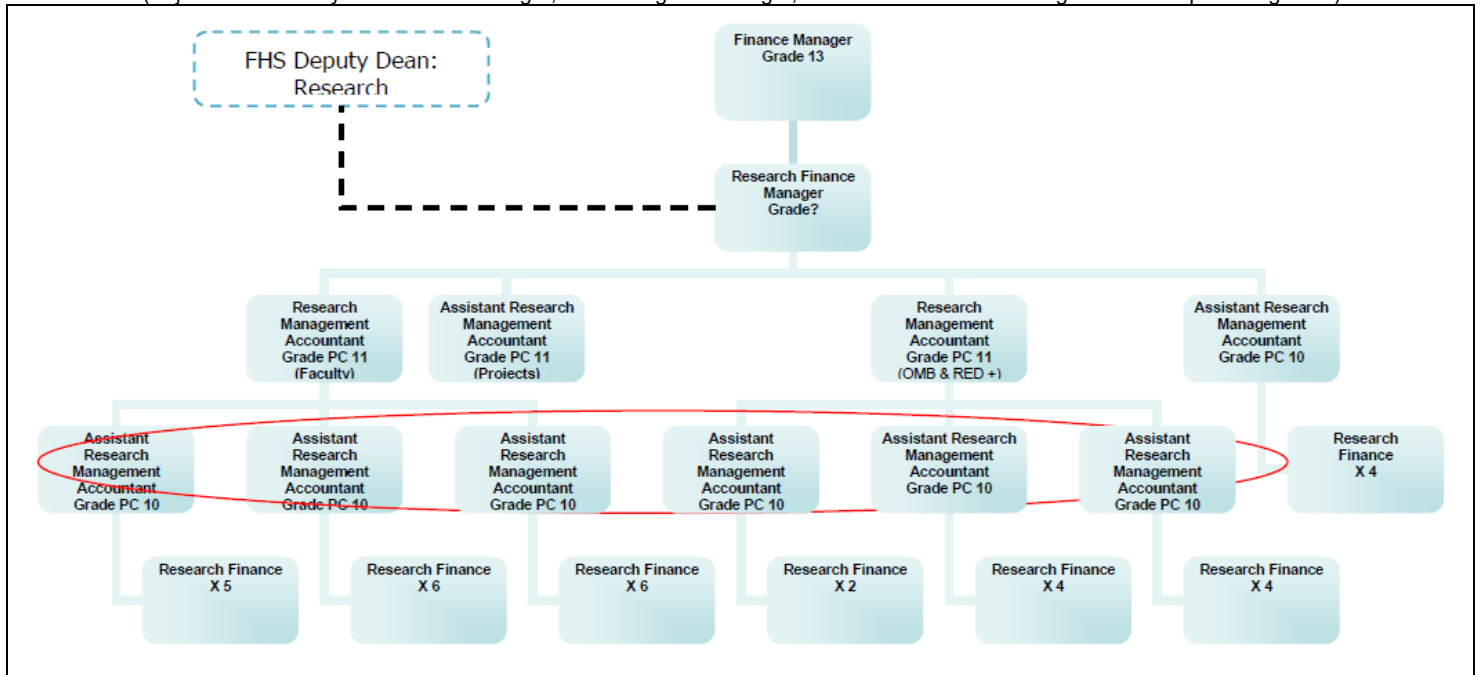 FHS Deputy Dean:
Research
Finance Manager
Grade 13
Research Finance
Manager
Grade?
Research
Management
Accountant
Grade PC 11
(Faculty)
Assistant Research
Management
Accountant
Grade PC 11
(Projects)
Research
Management
Accountant
Grade PC 11
(OMB & RED +)
Assistant Research
Management
Accountant
Grade PC 10
Assistant
Research
Management
Accountant
Grade PC 10
Assistant
Research
Management
Accountant
Grade PC 10
Assistant
Research
Management
Accountant
Grade PC 10
Assistant
Research
Management
Accountant
Grade PC 10
Assistant Research
Management
Accountant
Grade PC 10
Assistant
Research
Management
Accountant
Grade PC 10
Research
Finance
X 4
Research Finance
X 5
Research Finance
X 6
Research Finance
X 6
Research Finance
X 2
Research Finance
X 4
Research Finance
X 4